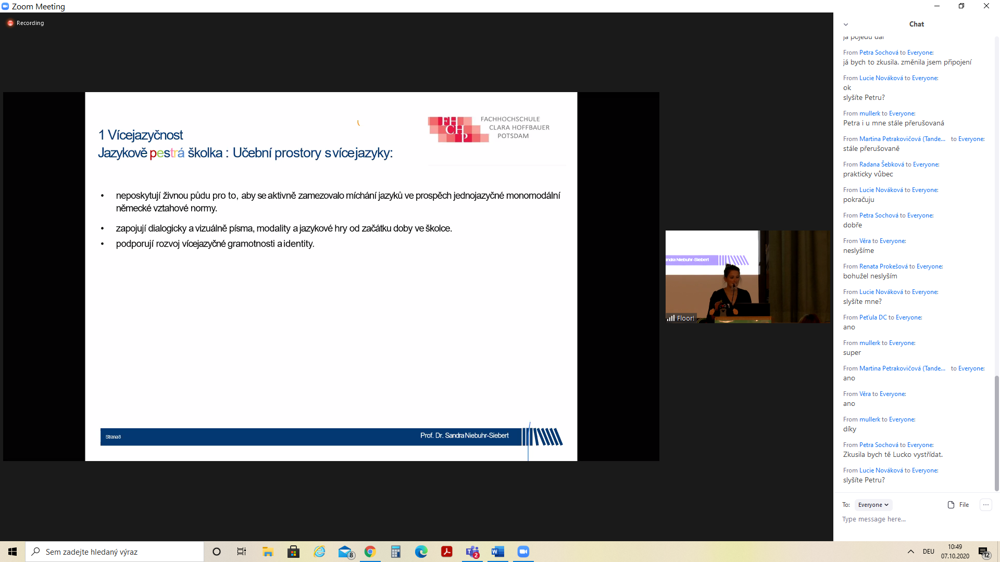 Zoom Meeting
Recording
1 Vícejazyčnost
Jazykově pestrá školka : Učební prostory s více jazyky:
FHCHP
FACHHOCHSCHULE
CLARA HOFFBAUER
POTSDAM
• neposkytují živnou půdu pro to, aby se aktivně zamezovalo míchání jazyků ve prospěch jednojazyčné monomodální
německé vztahové normy.
• zapojují dialogicky a vizuálně písma, modality a jazykové hry od začátku doby ve školce.
• podporují rozvoj vícejazyčné gramotnosti a identity.
Strana 8
Prof. Dr. Sandra Niebuhr-Siebert
Niebuhr-Siebert
Floor!
Chat
já pojedu dál
From Petra Sochová to Everyone:
já bych to zkusila. změnila jsem připojení
From Lucie Nováková to Everyone:
ok
slyšíte Petru?
From mullerk to Everyone:
Petra i u mne stále přerušovaná
From Martina Petrakovičová (Tande... to Everyone:
stále přerušovaně
From Radana Šebková to Everyone:
prakticky vůbec
From Lucie Nováková to Everyone:
pokračuju
From Petra Sochová to Everyone:
dobře
From Věra to Everyone:
neslyšíme
From Renata Prokešová to Everyone:
bohužel neslyším
From Lucie Nováková to Everyone:
slyšíte mne?
From Peťula DC to Everyone:
ano
From mullerk to Everyone:
super
From Martina Petrakovičová (Tande... to Everyone:
ano
From Věra to Everyone:
ano
From mullerk to Everyone:
díky
From Petra Sochová to Everyone:
Zkusila bych tě Lucko vystřídat.
From Lucie Nováková to Everyone:
slyšíte Petru?
To: Everyone
File
Type message here...
Sem zadejte hledaný výraz
8
2
DEU
10:49
07.10.2020
12